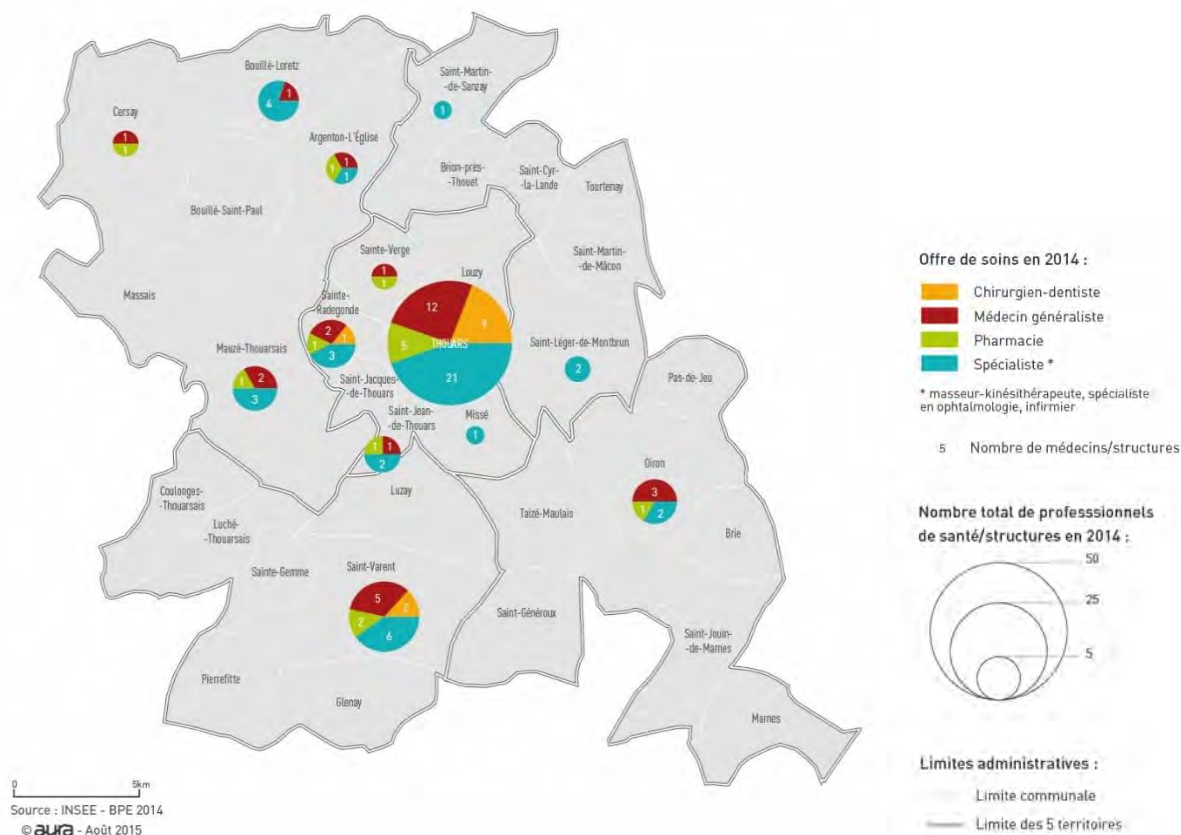 Bouillé-Loretz
4
1
Saint-Martin
-de-Sanzay
1
Cersay
1
1
Argenton-L'Église
1
1
1
Brion-près-
-Thouet
Saint-Cyr-
-la-Lande
Tourtenay
Bouillé-Saint-Paul
Sainte-Verge
1
1
Louzy
Saint-Martin-
-de-Mâcon
Massais
Sainte-
-Radegonde
2
1
1
3
12
9
5
THOUARS
21
Saint-Léger-de-Montbrun
2
Mauzé-Thouarsais
1
2
3
Saint-Jacques-
-de-Thouars
Pas-de-Jeu
Saint-Jean-
-de-Thouars
1
1
2
Missé
1
Oiron
3
1
2
Coulonges-
-Thouarsais
Luzay
Taizé-Maulais
Brie
Luché-
-Thouarsais
Sainte-Gemme
Saint-Varent
5
2
2
6
Saint-Généroux
Saint-Jouin-
-de-Marnes
Pierrefitte
Glenay
Marnes
0
5km
Source : INSEE - BPE 2014
© aura - Août 2015
Offre de soins en 2014 :
Chirurgien-dentiste
Médecin généraliste
Pharmacie
Spécialiste *
* masseur-kinésithérapeute, spécialiste
en ophtalmologie, infirmier
5 Nombre de médecins/structures
Nombre total de professsionnels
de santé/structures en 2014 :
50
25
5
Limites administratives :
Limite communale
Limite des 5 territoires